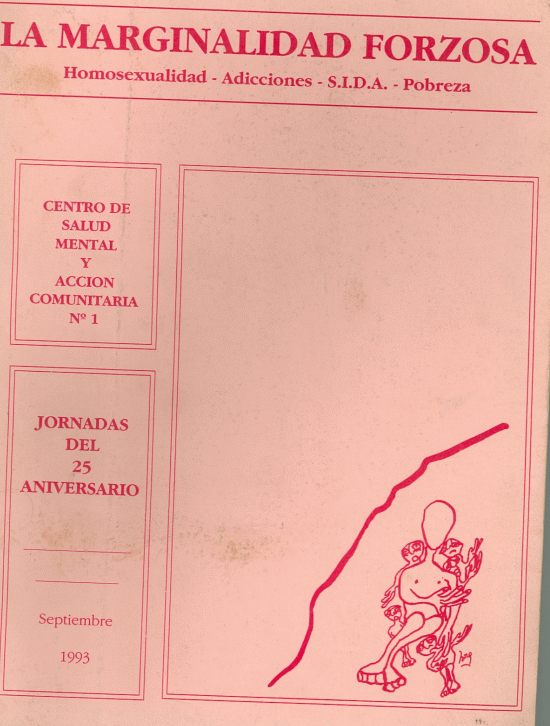 LA MARGINALIDAD FORZOSA
Homosexualidad - Adicciones - S.I.D.A. - Pobreza
CENTRO DE
SALUD
MENTAL
Y
ACCION
COMUNITARIA
Nº 1
JORNADAS
DEL
25
ANIVERSARIO
Septiembre
1993